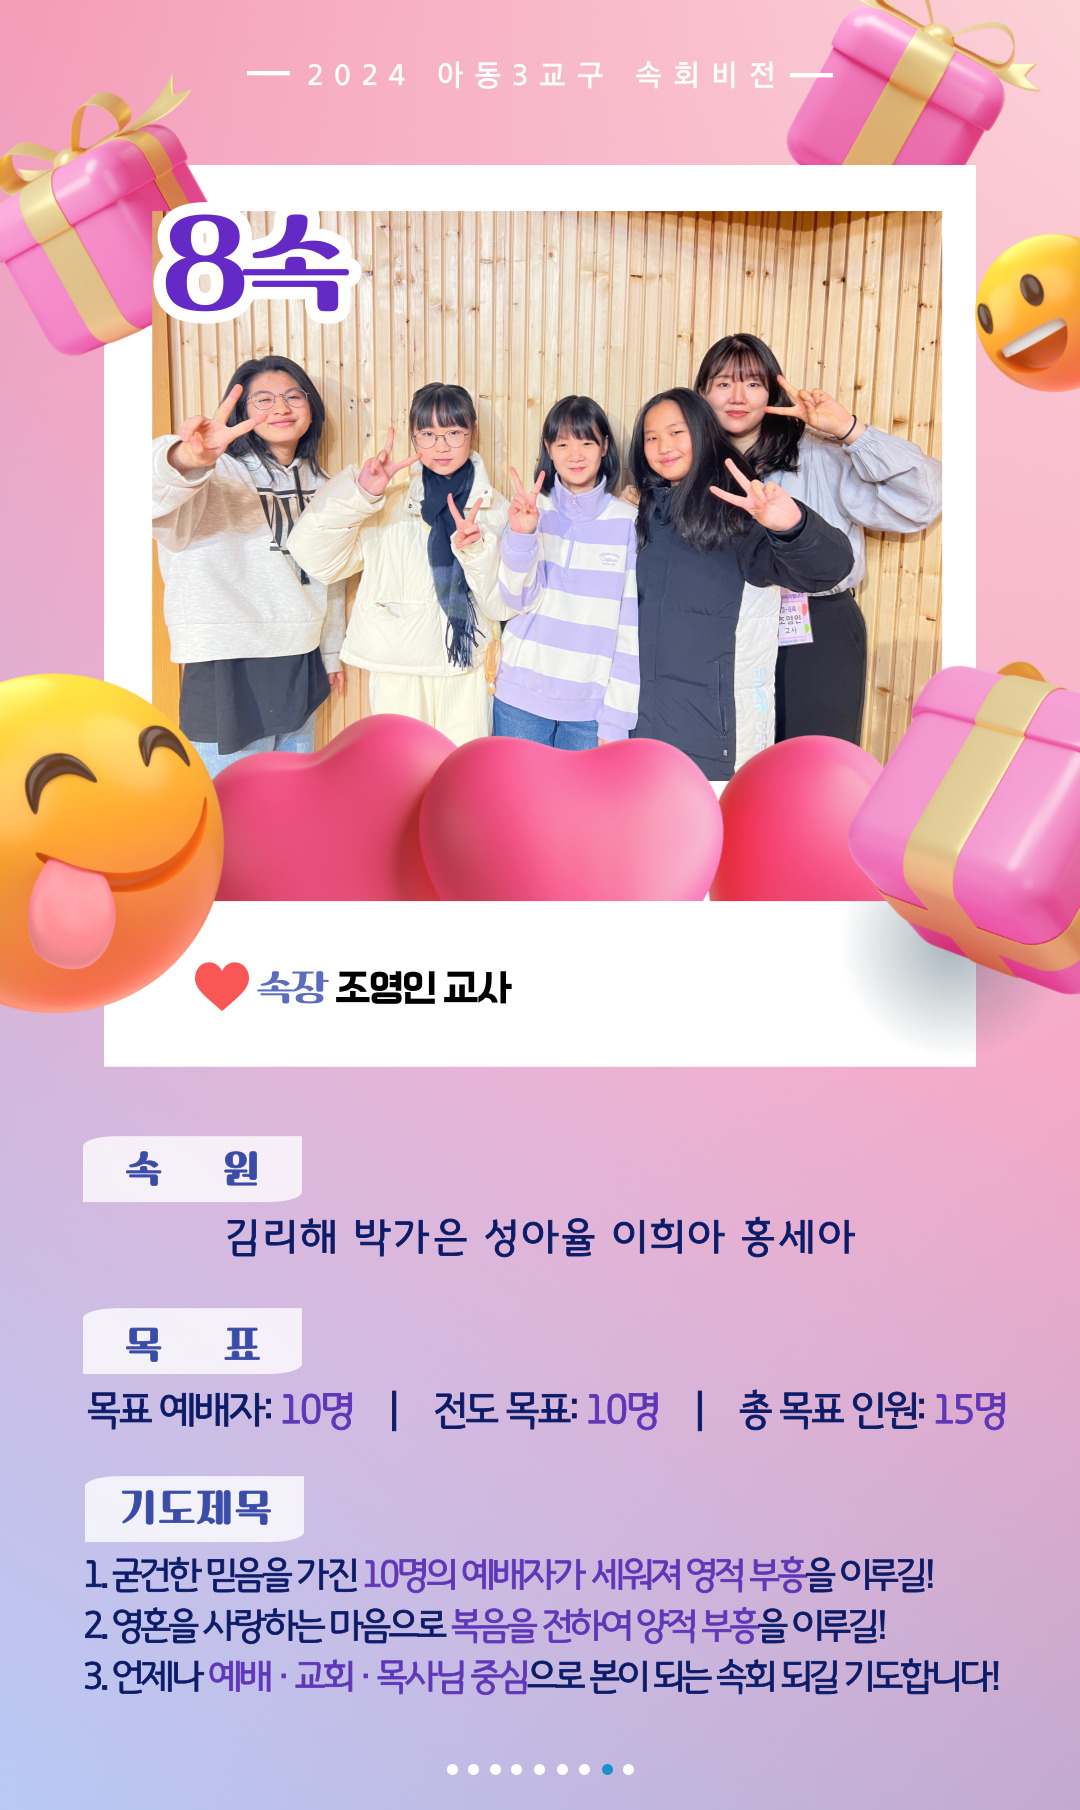 2024 아동3교구 속회비전
8속
조영인
교사
속장 조영인 교사
속 원
김리해 박가은 성아율 이희아 홍세아
목 표
목표 예배자: 10명 | 전도 목표: 10명 | 총 목표 인원: 15명
기도제목
1. 굳건한 믿음을 가진 10명의 예배자가 세워져 영적 부흥을 이루길!
2. 영혼을 사랑하는 마음으로 복음을 전하여 양적 부흥을 이루길!
3. 언제나 예배 · 교회 · 목사님 중심으로 본이 되는 속회 되길 기도합니다!